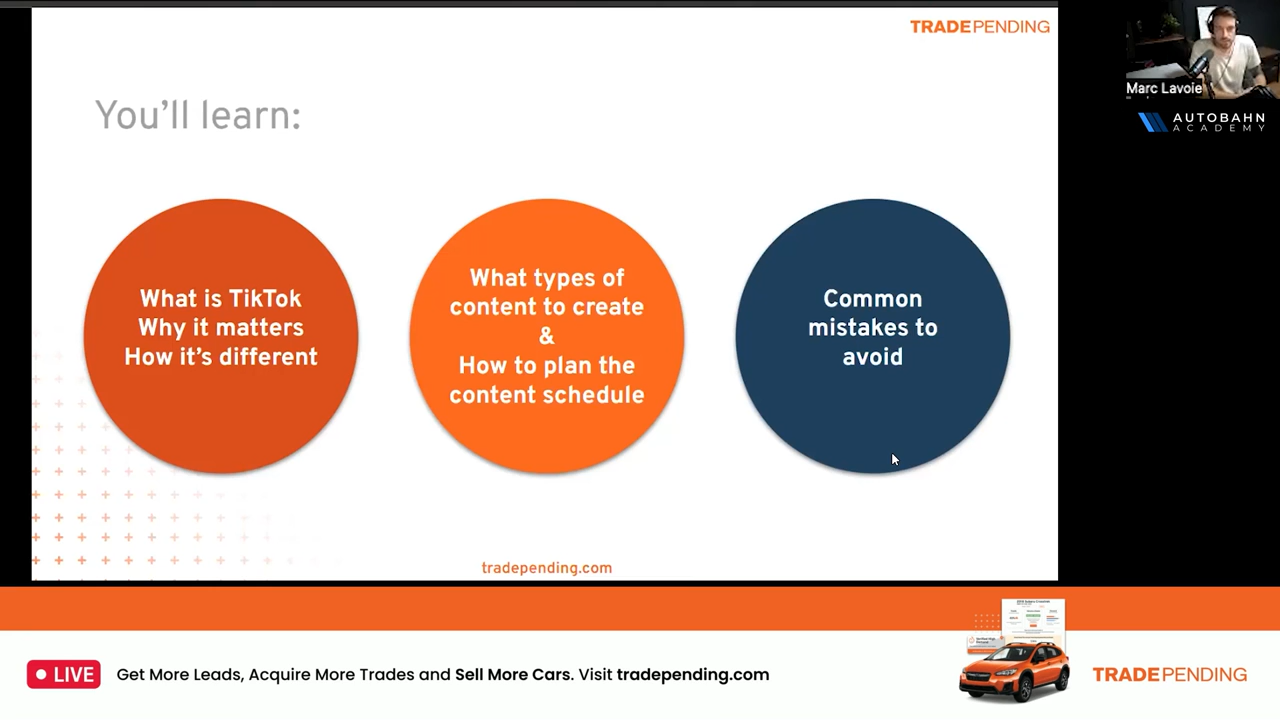 TRADEPENDING
Marc Lavoie
AUTOBAHN
ACADEMY
You'll learn:
What is TikTok
Why it matters
How it's different
What types of
content to create
&
How to plan the
content schedule
Common
mistakes to
avoid
tradepending.com
LIVE
Get More Leads, Acquire More Trades and Sell More Cars. Visit tradepending.com
TRADEPENDING